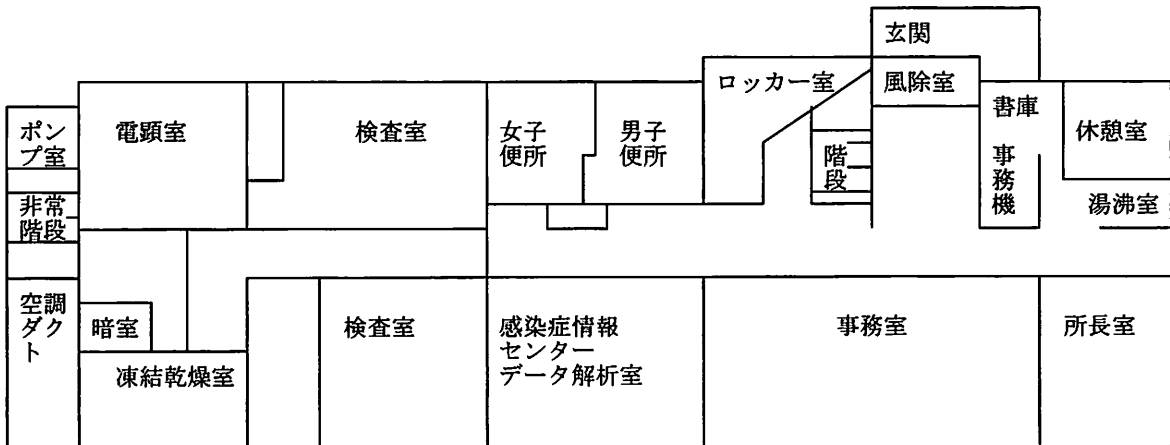 玄関
ロッカー室
風除室
書庫
事務機
休憩室
湯沸室
ポン
プ室
電顕室
検査室
女子
便所
男子
便所
階段
非常
階段
空調
ダク
ト
暗室
凍結乾燥室
検査室
感染症情報
センター
データ解析室
事務室
所長室